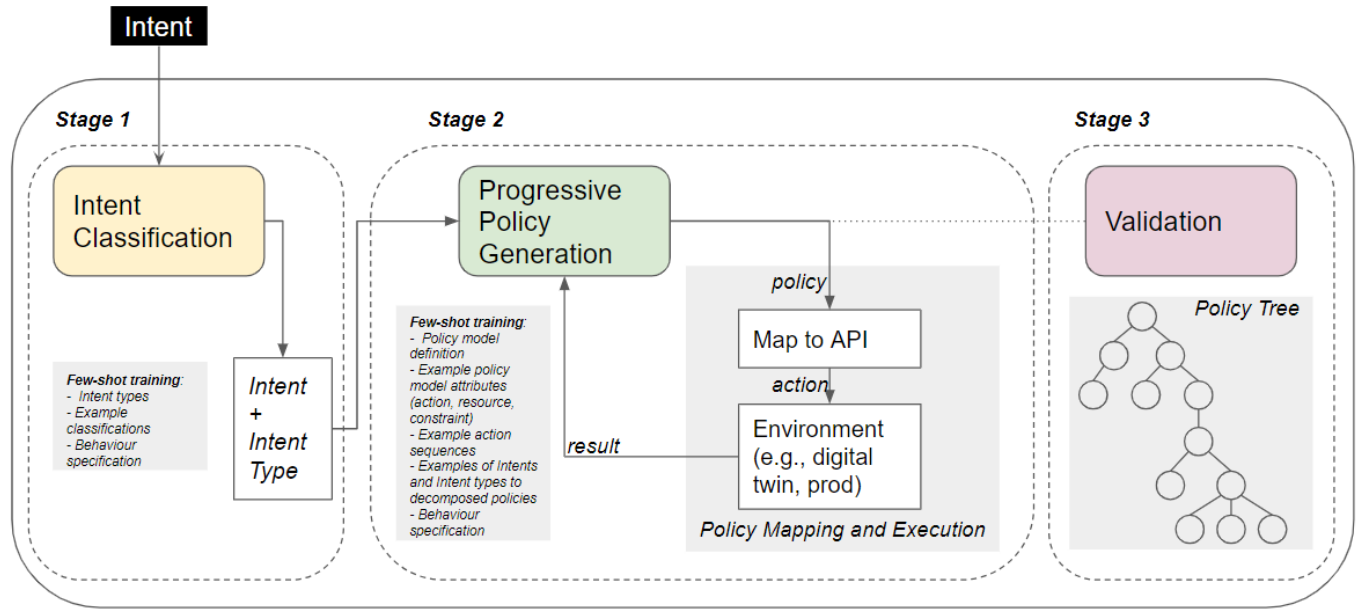 Intent
Stage 1
Intent
Classification
Few-shot training:
- Intent types
- Example
classifications
- Behaviour
specification
Intent
+
Intent
Type
Stage 2
Progressive
Policy
Generation
Few-shot training:
- Policy model
definition
- Example policy
model attributes
(action, resource,
constraint)
- Example action
sequences
- Examples of Intents
and Intent types to
decomposed policies
- Behaviour
specification
policy
Map to API
action
Environment
(e.g., digital
twin, prod)
result
Policy Mapping and Execution
Stage 3
Validation
Policy Tree